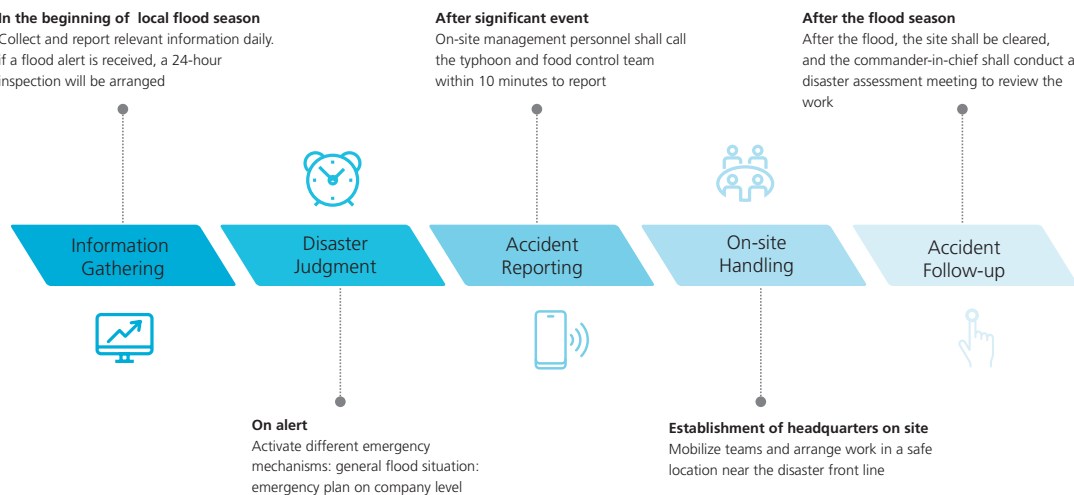 In the beginning of local flood season
Collect and report relevant information daily.
if a flood alert is received, a 24-hour
inspection will be arranged
After significant event
On-site management personnel shall call
the typhoon and food control team
within 10 minutes to report
After the flood season
After the flood, the site shall be cleared,
and the commander-in-chief shall conduct a
disaster assessment meeting to review the
work
Information
Gathering
Disaster
Judgment
Accident
Reporting
On-site
Handling
Accident
Follow-up
On alert
Activate different emergency
mechanisms: general flood situation:
emergency plan on company level
Establishment of headquarters on site
Mobilize teams and arrange work in a safe
location near the disaster front line